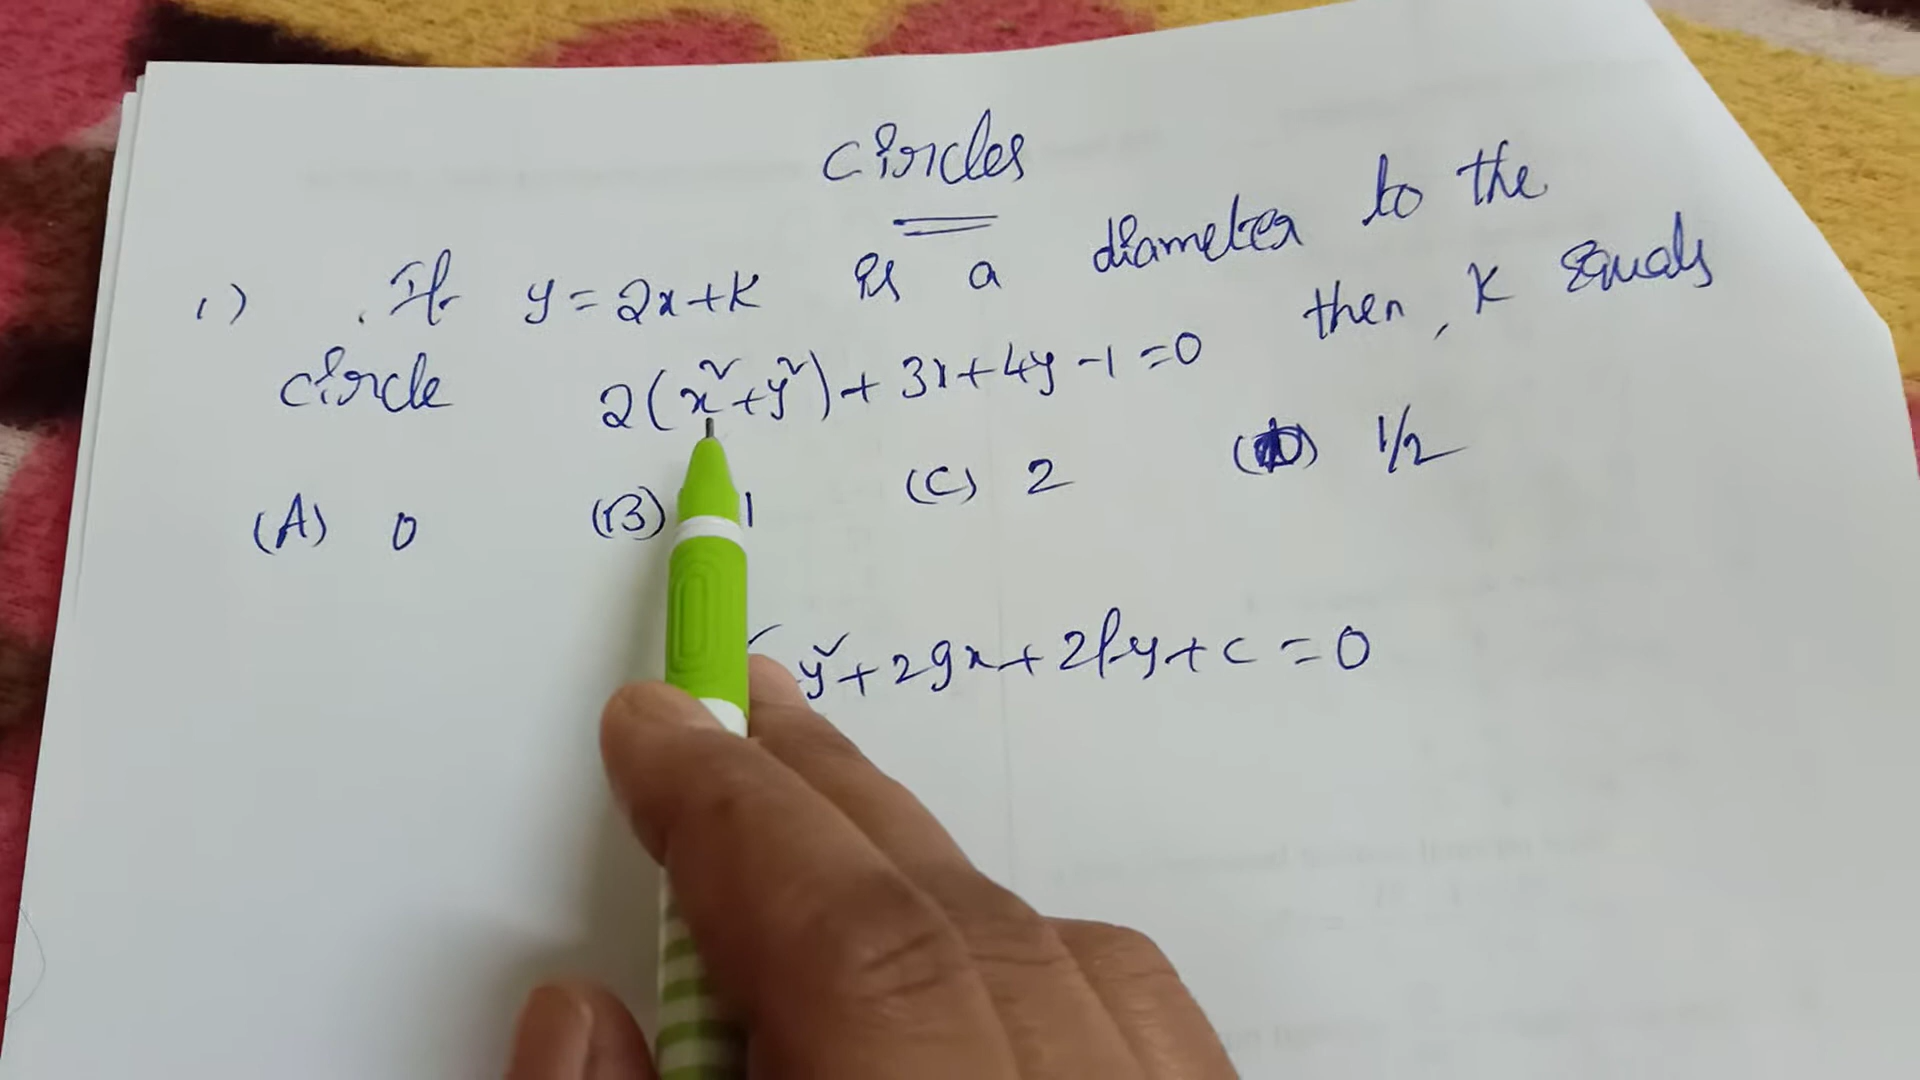 Circles
1) . If y = 2x+k is a diameter to the
circle 2(x²+y²)+3x+4y-1=0 then, K equals
(A) 0 (B) 1 (C) 2 (D) 1/2
y²+2gx+2fy+c=0